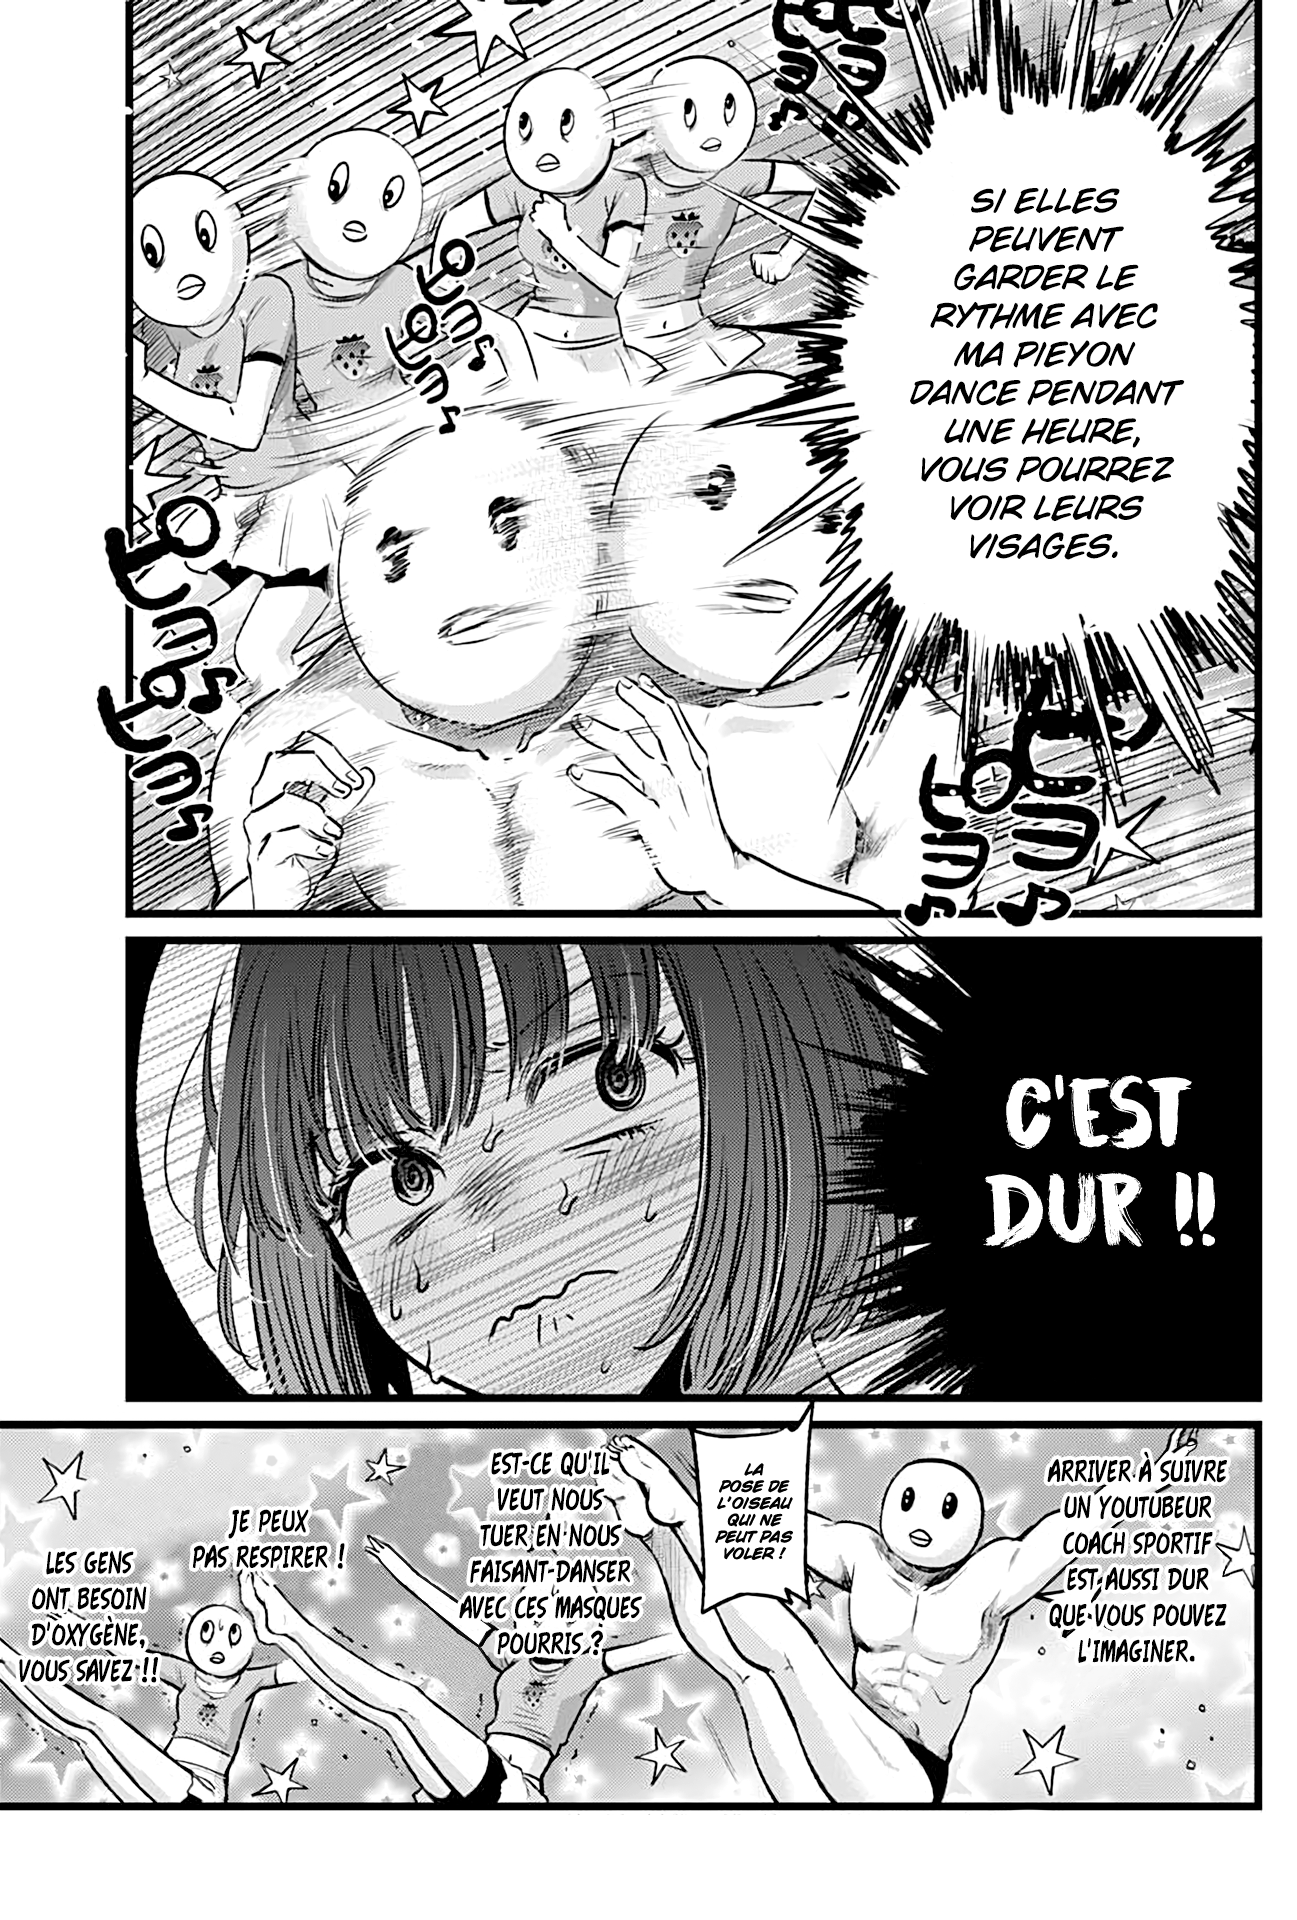 SI ELLES
PEUVENT
GARDER LE
RYTHME AVEC
MA PIEYON
DANCE PENDANT
UNE HEURE,
VOUS POURREZ
VOIR LEURS
VISAGES.
C'EST
DUR !!
ARRIVER À SUIVRE
UN YOUTUBEUR
COACH SPORTIF
EST AUSSI DUR
QUE VOUS POUVEZ
L'IMAGINER.
LA
POSE DE
L'OISEAU
QUI NE
PEUT PAS
VOLER !
EST-CE QU'IL
VEUT NOUS
TUER EN NOUS
FAISANT DANSER
AVEC CES MASQUES
POURRIS ?
JE PEUX
PAS RESPIRER !
LES GENS
ONT BESOIN
D'OXYGÈNE,
VOUS SAVEZ !!